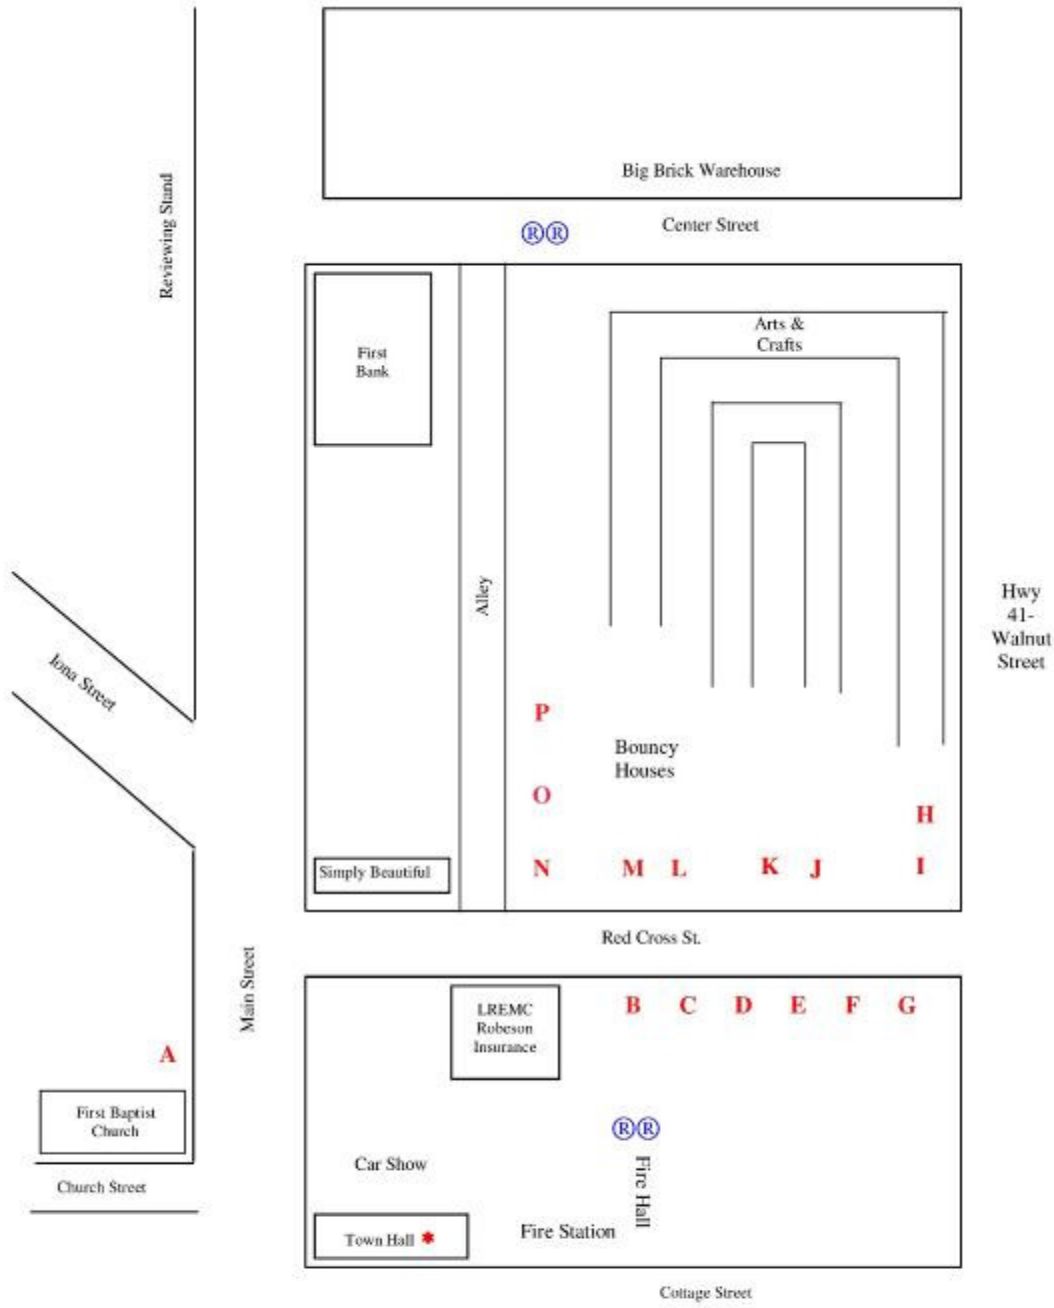 Big Brick Warehouse
Reviewing Stand
Center Street
ⓇⓇ
Arts &
Crafts
First
Bank
Alley
Hwy
41-
Walnut
Street
Iona Street
P
Bouncy
Houses
O
H
Simply Beautiful
N M L K J I
Red Cross St.
Main Street
LREMC
Robeson
Insurance
B C D E F G
A
First Baptist
Church
ⓇⓇ
Car Show
Fire Hall
Church Street
Fire Station
Town Hall *
Cottage Street